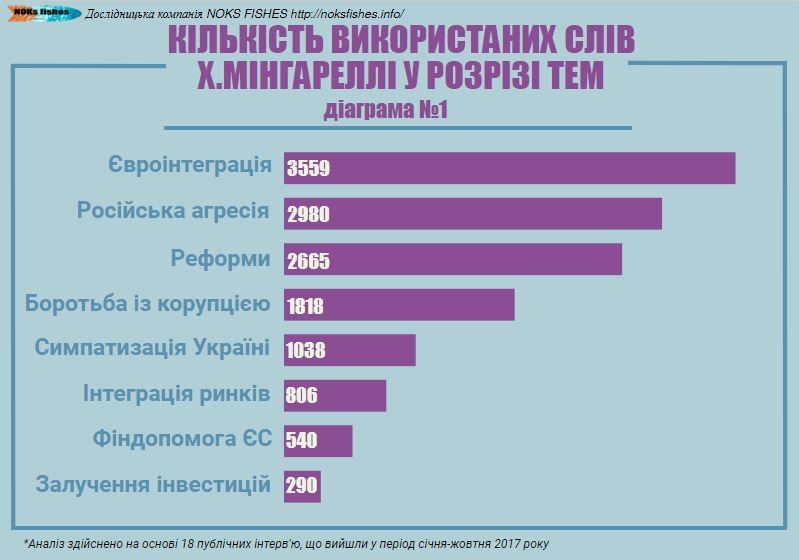 NOKs fishes Дослідницька компанія NOKS FISHES http://noksfishes.info/
КІЛЬКІСТЬ ВИКОРИСТАНИХ СЛІВ
Х.МІНГАРЕЛЛІ У РОЗРІЗІ ТЕМ
діаграма №1
Євроінтеграція 3559
Російська агресія 2980
Реформи 2665
Боротьба із корупцією 1818
Симпатизація Україні 1038
Інтеграція ринків 806
Фіндопомога ЄС 540
Залучення інвестицій 290
*Аналіз здійснено на основі 18 публічних інтерв'ю, що вийшли у період січня-жовтня 2017 року